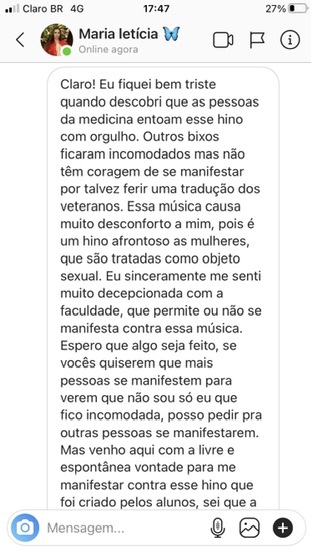 Claro BR 4G 17:47 27%
Maria letícia
Online agora
Claro! Eu fiquei bem triste
quando descobri que as pessoas
da medicina entoam esse hino
com orgulho. Outros bixos
ficaram incomodados mas não
têm coragem de se manifestar
por talvez ferir uma tradução dos
veteranos. Essa música causa
muito desconforto a mim, pois é
um hino afrontoso as mulheres,
que são tratadas como objeto
sexual. Eu sinceramente me senti
muito decepcionada com a
faculdade, que permite ou não se
manifesta contra essa música.
Espero que algo seja feito, se
vocês quiserem que mais
pessoas se manifestem para
verem que não sou só eu que
fico incomodada, posso pedir pra
outras pessoas se manifestarem.
Mas venho aqui com a livre e
espontânea vontade para me
manifestar contra esse hino que
foi criado pelos alunos, sei que a
Mensagem...